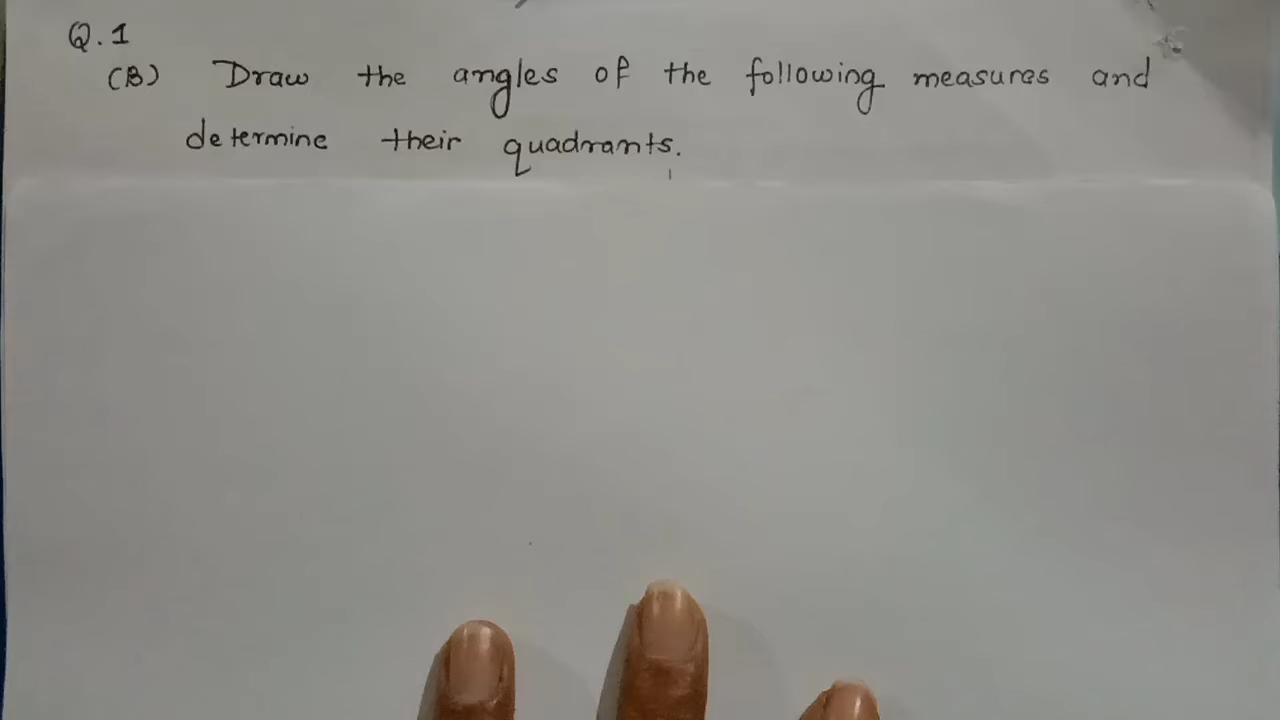 Q.1
(B) Draw the angles of the following measures and
determine their quadrants.